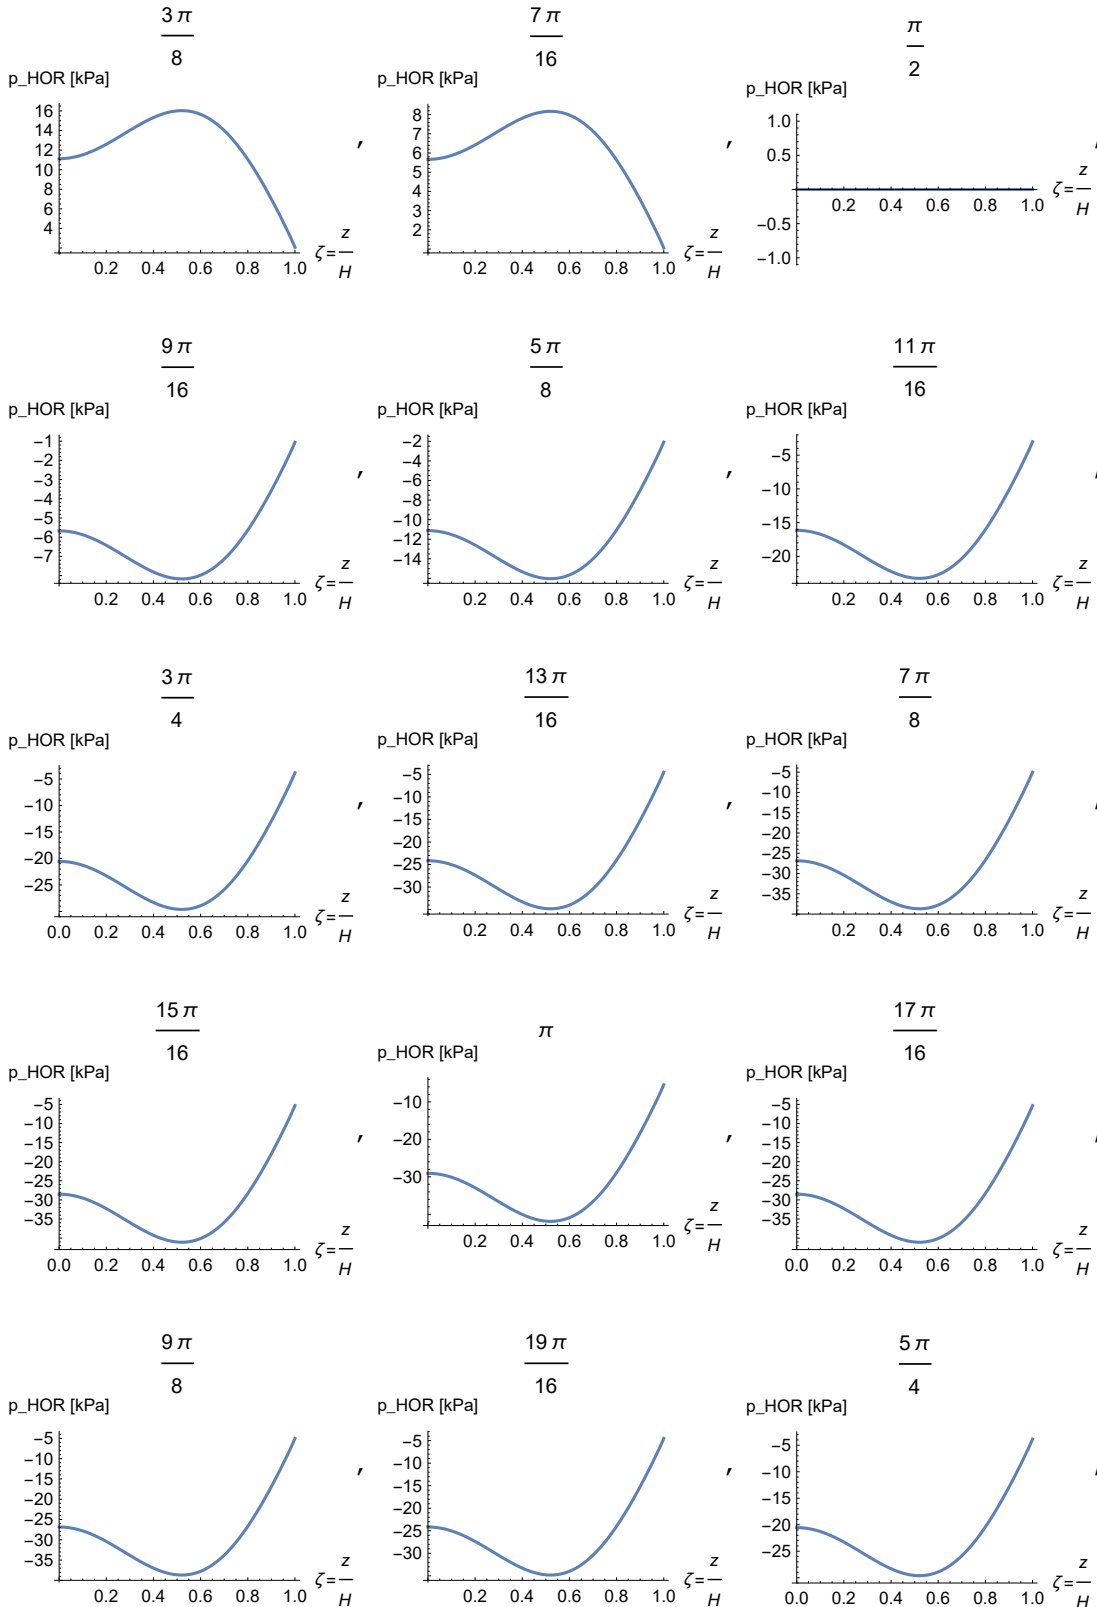 3 π
8
p_HOR [kPa]
16
14
12
10
8
6
4
0.2 0.4 0.6 0.8 1.0
ζ= z
H
,
7 π
16
p_HOR [kPa]
8
7
6
5
4
3
2
0.2 0.4 0.6 0.8 1.0
ζ= z
H
,
π
2
p_HOR [kPa]
1.0
0.5
-0.5
-1.0
0.2 0.4 0.6 0.8 1.0
ζ= z
H
,
9 π
16
p_HOR [kPa]
-1
-2
-3
-4
-5
-6
-7
0.2 0.4 0.6 0.8 1.0
ζ= z
H
,
5 π
8
p_HOR [kPa]
-2
-4
-6
-8
-10
-12
-14
0.2 0.4 0.6 0.8 1.0
ζ= z
H
,
11 π
16
p_HOR [kPa]
-5
-10
-15
-20
0.2 0.4 0.6 0.8 1.0
ζ= z
H
,
3 π
4
p_HOR [kPa]
-5
-10
-15
-20
-25
0.0 0.2 0.4 0.6 0.8 1.0
ζ= z
H
,
13 π
16
p_HOR [kPa]
-5
-10
-15
-20
-25
-30
0.2 0.4 0.6 0.8 1.0
ζ= z
H
,
7 π
8
p_HOR [kPa]
-5
-10
-15
-20
-25
-30
-35
0.2 0.4 0.6 0.8 1.0
ζ= z
H
,
15 π
16
p_HOR [kPa]
-5
-10
-15
-20
-25
-30
-35
0.0 0.2 0.4 0.6 0.8 1.0
ζ= z
H
,
π
p_HOR [kPa]
-10
-20
-30
0.2 0.4 0.6 0.8 1.0
ζ= z
H
,
17 π
16
p_HOR [kPa]
-5
-10
-15
-20
-25
-30
-35
0.0 0.2 0.4 0.6 0.8 1.0
ζ= z
H
,
9 π
8
p_HOR [kPa]
-5
-10
-15
-20
-25
-30
-35
0.2 0.4 0.6 0.8 1.0
ζ= z
H
,
19 π
16
p_HOR [kPa]
-5
-10
-15
-20
-25
-30
0.2 0.4 0.6 0.8 1.0
ζ= z
H
,
5 π
4
p_HOR [kPa]
-5
-10
-15
-20
-25
0.2 0.4 0.6 0.8 1.0
ζ= z
H
,